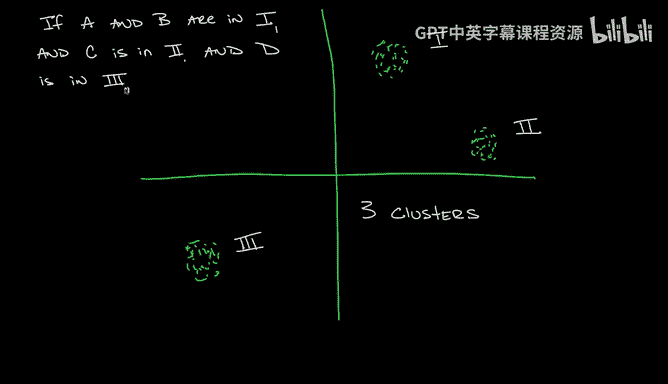 If A AND B Are in I,
AND C is in II, AND D
is in III,
GPT中英字幕课程资源 bilibili
I
II
3 clusters
III